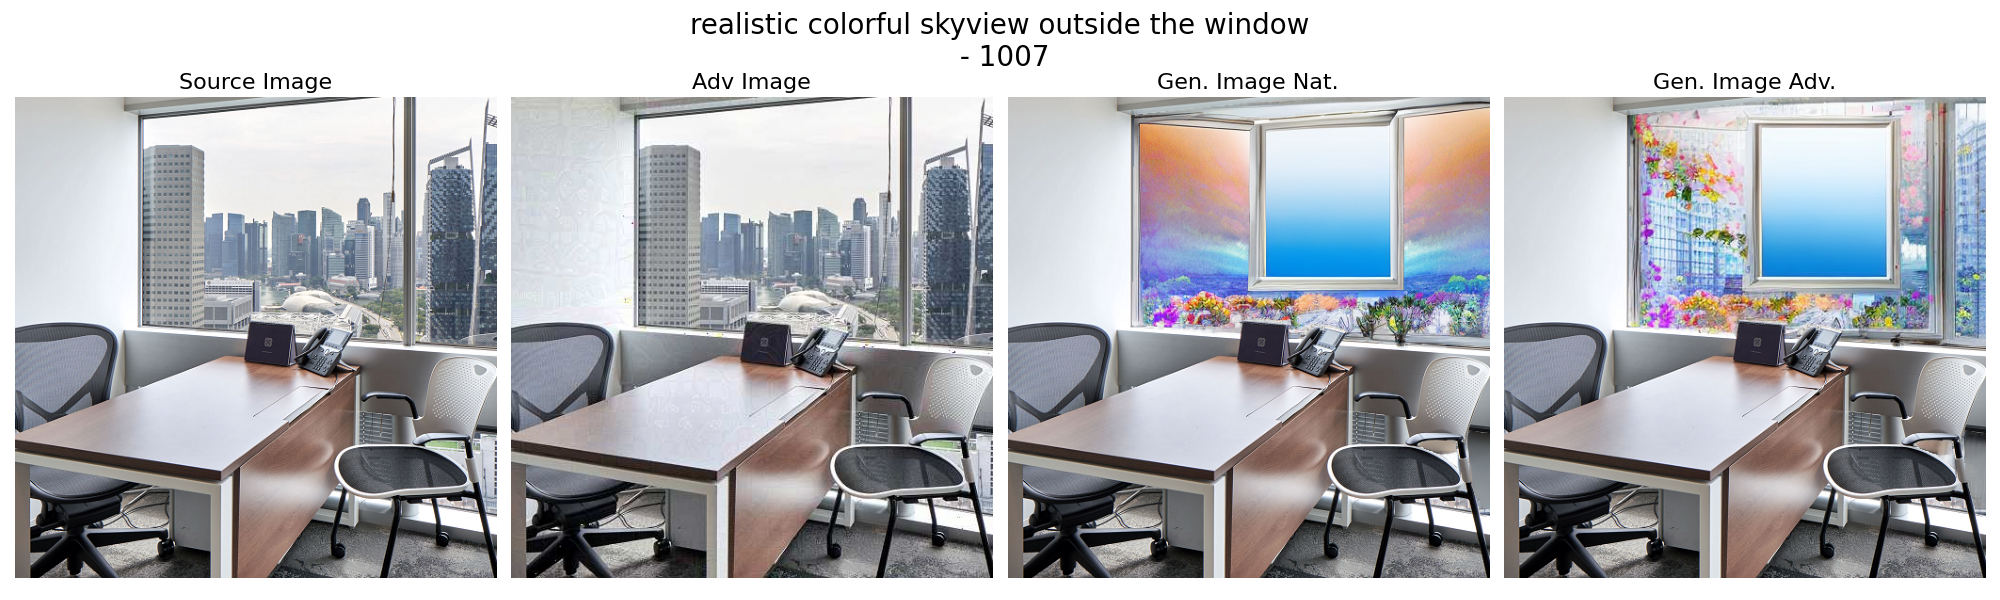 realistic colorful skyview outside the window
- 1007
Source Image
Adv Image
Gen. Image Nat.
Gen. Image Adv.